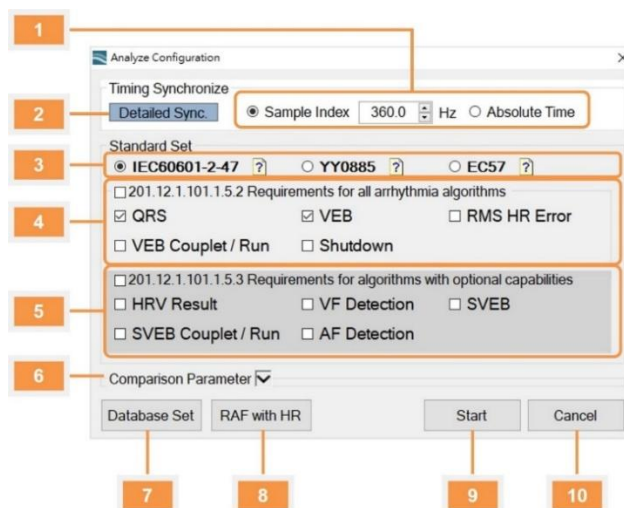 1
Analyze Configuration
Timing Synchronize
2
Detailed Sync.
Sample Index 360.0 Hz Absolute Time
Standard Set
3
IEC60601-2-47 ? YY0885 ? EC57 ?
201.12.1.101.1.5.2 Requirements for all arrhythmia algorithms
4
QRS VEB RMS HR Error
VEB Couplet / Run Shutdown
201.12.1.101.1.5.3 Requirements for algorithms with optional capabilities
5
HRV Result VF Detection SVEB
SVEB Couplet / Run AF Detection
6
Comparison Parameter
Database Set RAF with HR Start Cancel
7 8 9 10